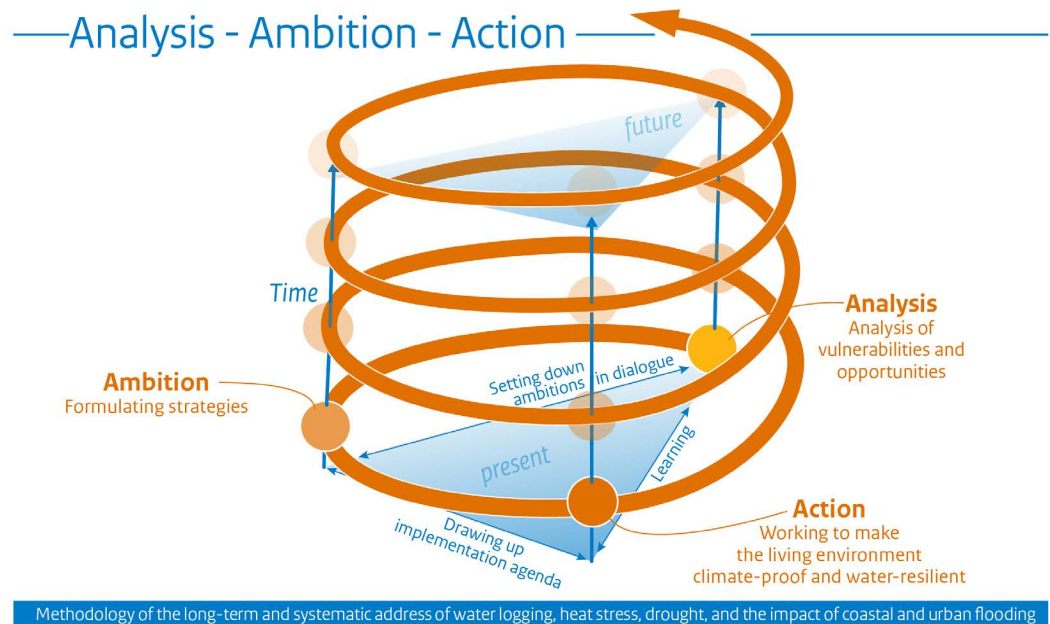 Analysis - Ambition - Action
future
Time
Analysis
Analysis of
vulnerabilities and
opportunities
Setting down
ambitions in dialogue
Ambition
Formulating strategies
present
Learning
Drawing up
implementation agenda
Action
Working to make
the living environment
climate-proof and water-resilient
Methodology of the long-term and systematic address of water logging, heat stress, drought, and the impact of coastal and urban flooding